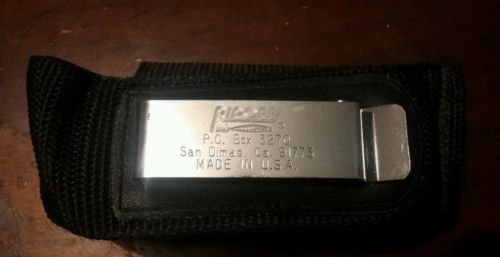 P.O. Box 3270
San Dimas, Ca. 91773
MADE IN U.S.A.